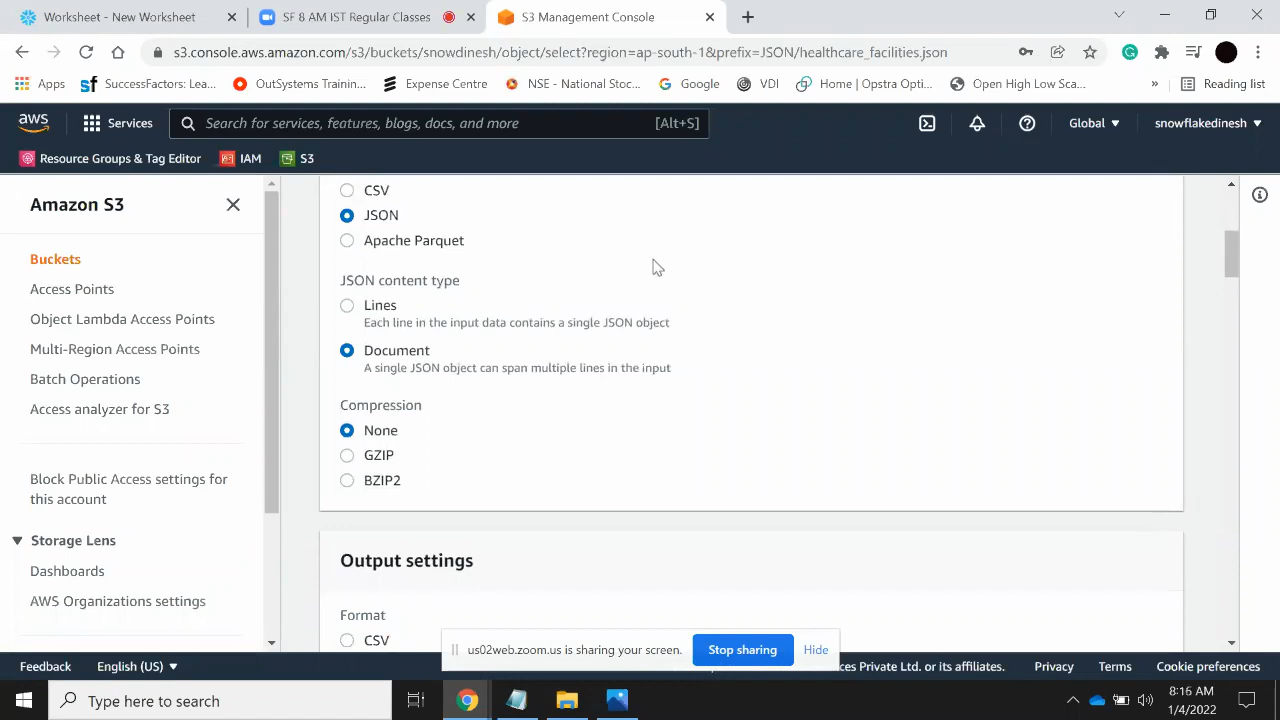 Worksheet - New Worksheet
SF 8 AM IST Regular Classes
S3 Management Console
s3.console.aws.amazon.com/s3/buckets/snowdinesh/object/select?region=ap-south-1&prefix=JSON/healthcare_facilities.json
Apps
SuccessFactors: Lea...
OutSystems Training...
Expense Centre
NSE - National Stoc...
Google
VDI
Home | Opstra Opti...
Open High Low Sca...
»
Reading list
aws
Services
Search for services, features, blogs, docs, and more
[Alt+S]
Global
snowflakedinesh
Resource Groups & Tag Editor
IAM
S3
Amazon S3
Buckets
Access Points
Object Lambda Access Points
Multi-Region Access Points
Batch Operations
Access analyzer for S3
Block Public Access settings for
this account
Storage Lens
Dashboards
AWS Organizations settings
CSV
JSON
Apache Parquet
JSON content type
Lines
Each line in the input data contains a single JSON object
Document
A single JSON object can span multiple lines in the input
Compression
None
GZIP
BZIP2
Output settings
Format
CSV
us02web.zoom.us is sharing your screen.
Stop sharing
Hide
Feedback
English (US)
ces Private Ltd. or its affiliates.
Privacy
Terms
Cookie preferences
Type here to search
8:16 AM
1/4/2022